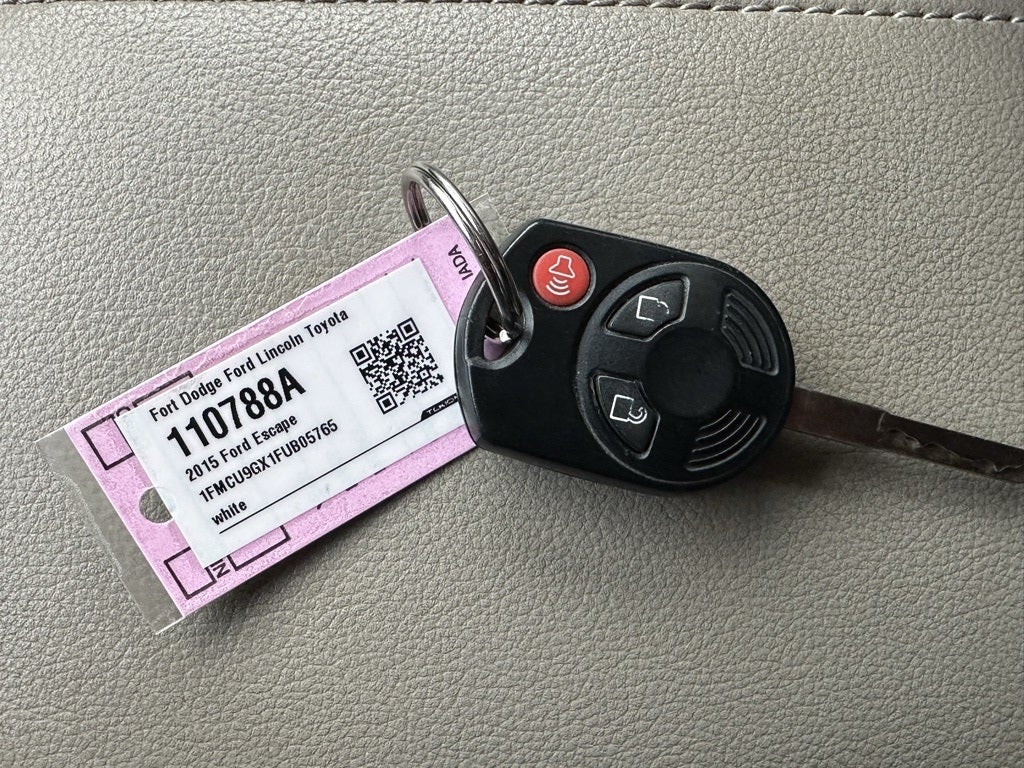 IADA
Fort Dodge Ford Lincoln Toyota
110788A
2015 Ford Escape
1FMCU9GX1FUB05765
white